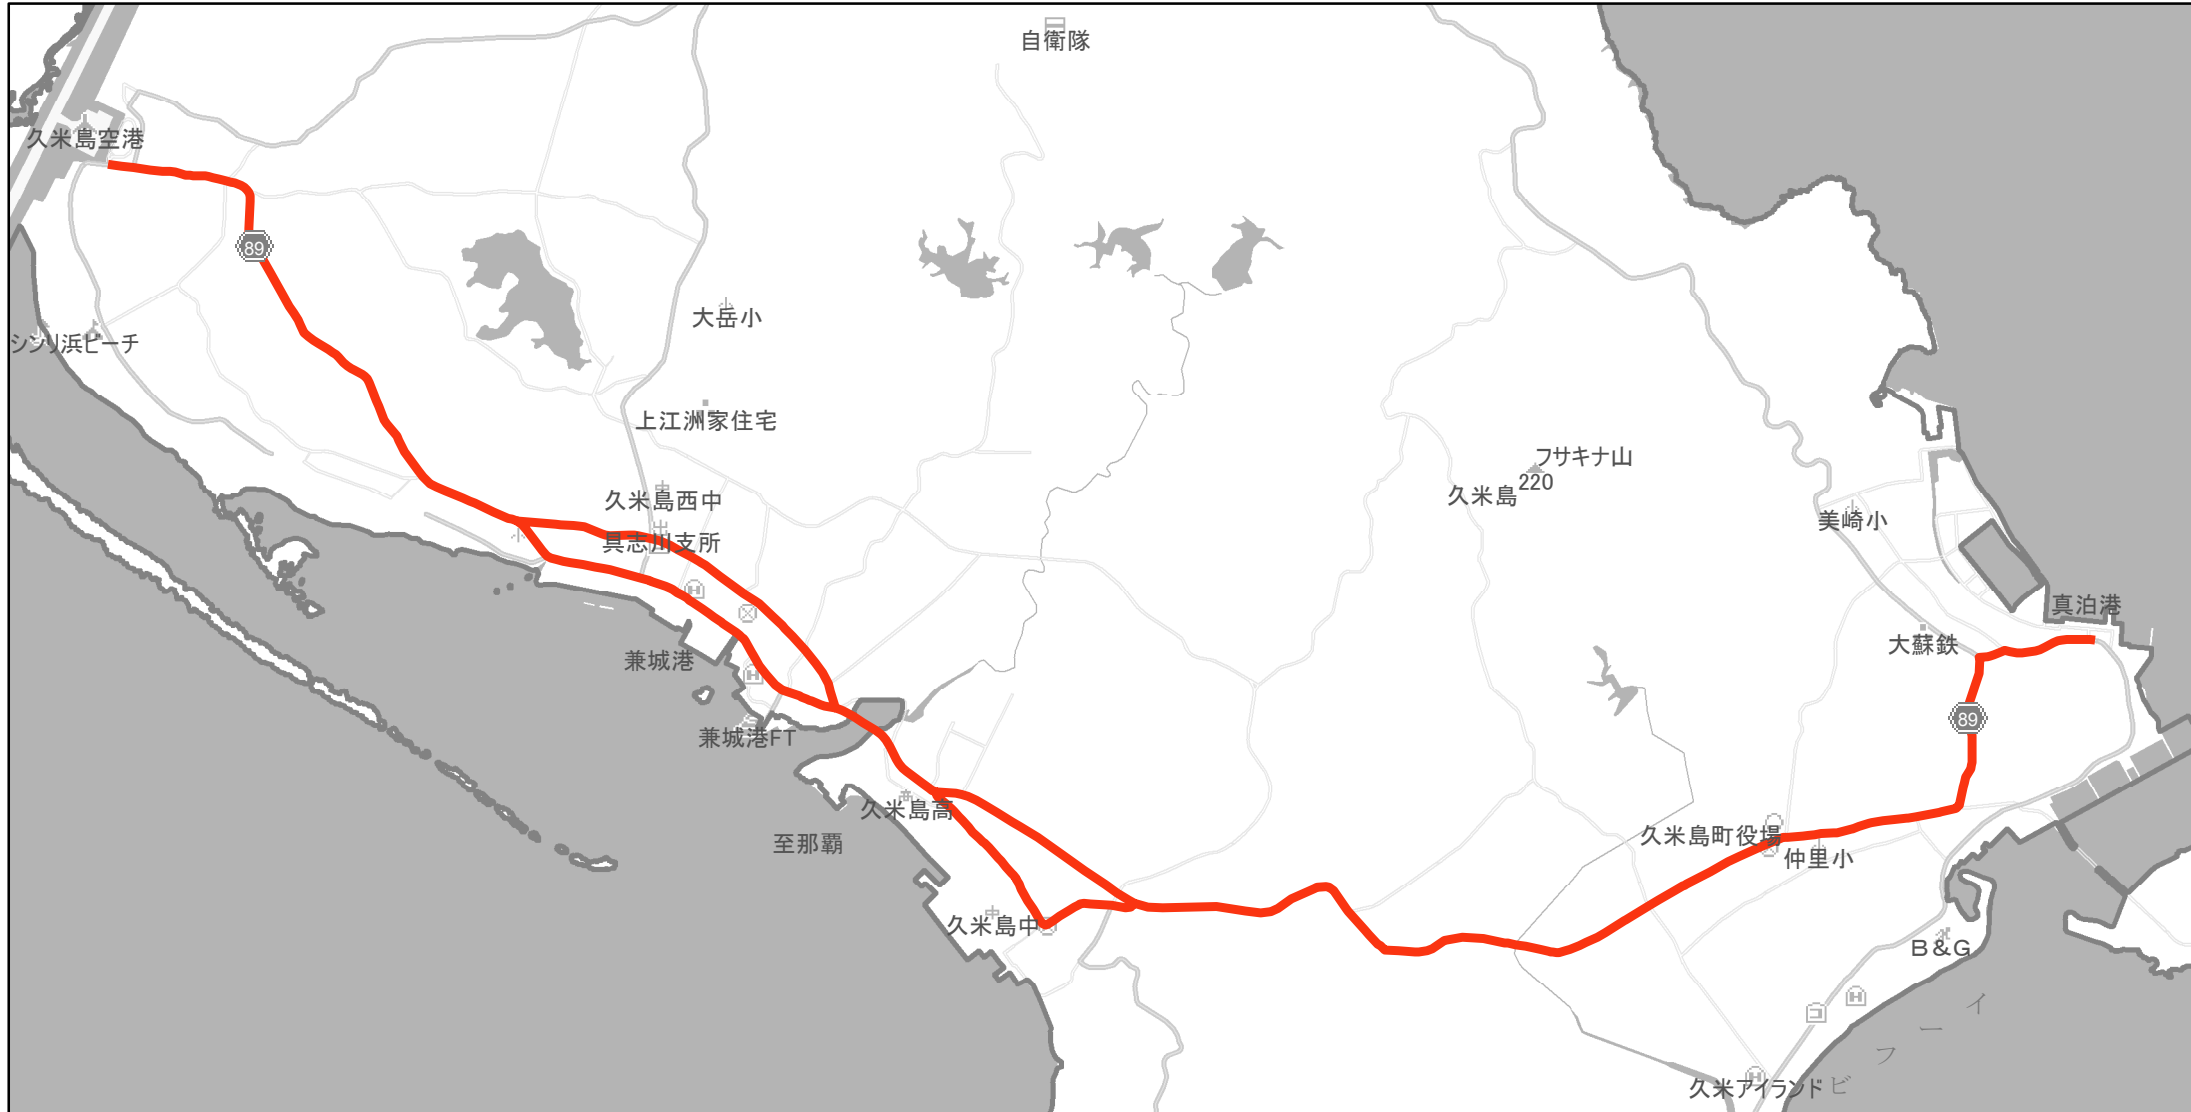 自衛隊
久米島空港
89
大岳小
シンリ浜ビーチ
上江洲家住宅
フサキナ山
220
久米島
久米島西中
具志川支所
美崎小
真泊港
大蘇鉄
兼城港
89
兼城港FT
久米島高
至那覇
久米島町役場
仲里小
久米島中
B&G
イーフビ
久米アイランド